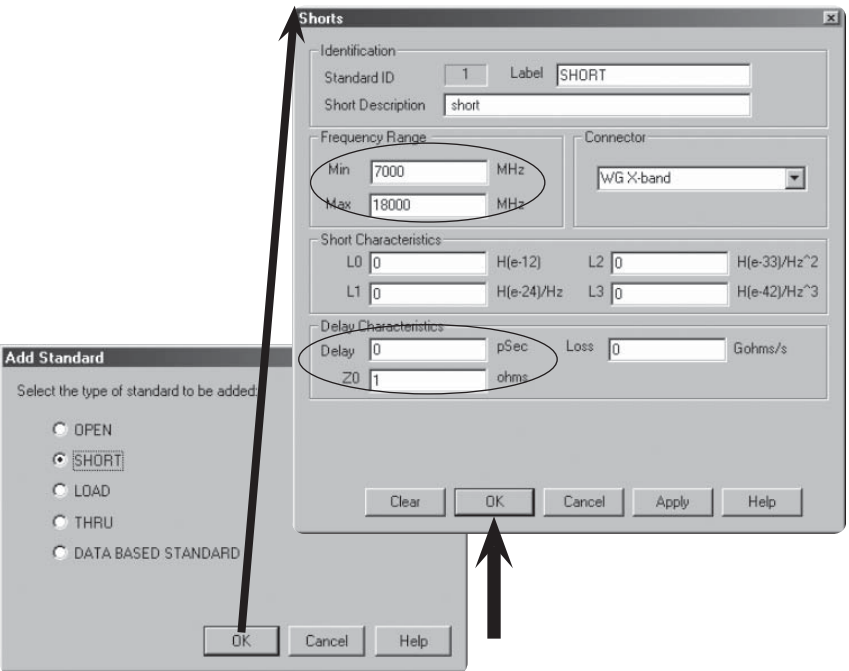 Shorts
Identification
Standard ID 1 Label SHORT
Short Description short
Frequency Range
Min 7000 MHz
Max 18000 MHz
Connector
WG X-band
Short Characteristics
L0 0 H(e-12) L2 0 H(e-33)/Hz^2
L1 0 H(e-24)/Hz L3 0 H(e-42)/Hz^3
Delay Characteristics
Delay 0 pSec Loss 0 Gohms/s
Z0 1 ohms
Clear OK Cancel Apply Help
Add Standard
Select the type of standard to be added:
OPEN
SHORT
LOAD
THRU
DATA BASED STANDARD
OK Cancel Help